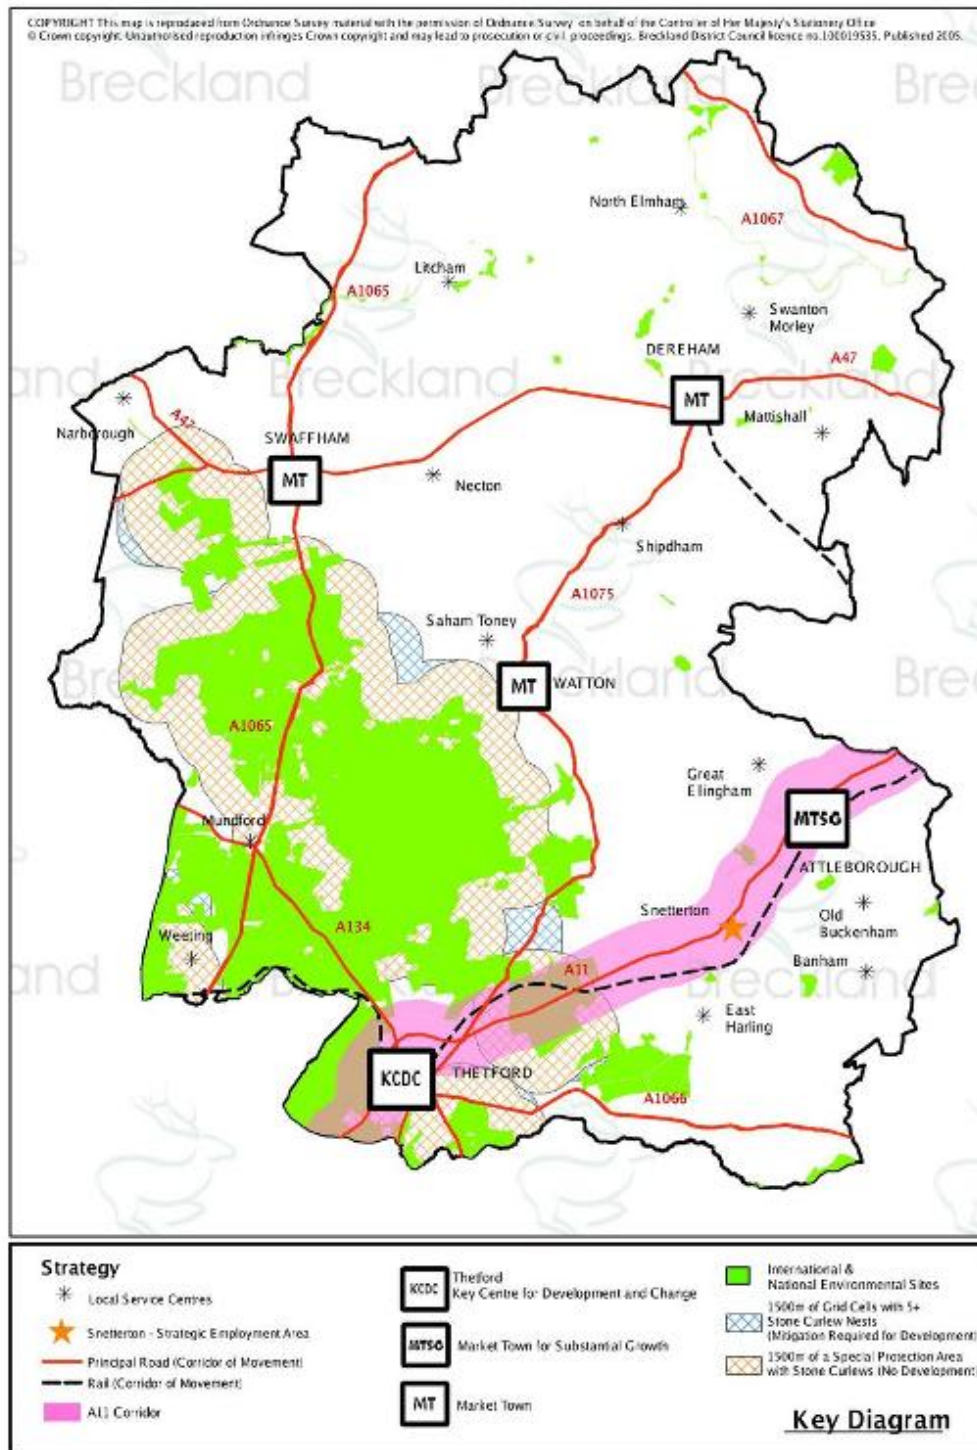 COPYRIGHT This map is reproduced from Ordnance Survey material with the permission of Ordnance Survey on behalf of the Controller of Her Majesty's Stationery Office
© Crown copyright. Unauthorised reproduction infringes Crown copyright and may lead to prosecution or civil proceedings. Breckland District Council licence no.100019535. Published 2005.
Breckland
Breckland
Bre
North Elmham
A1067
Litcham
A1065
Swanton
Morley
DEREHAM
A47
and
Breckland
Breckland
MT
Mattishall
Narborough
A47
SWAFFHAM
MT
Necton
Shipdham
A1075
Saham Toney
Breckland
Bre
MT
WATTON
A1065
Great
Ellingham
Mundford
MTSG
ATTLEBOROUGH
Snetterton
Old
Buckenham
A134
Weeting
Banham
and
A11
Breckland
East
Harling
KCDC
THETFORD
A1066
Strategy
Local Service Centres
Snetterton - Strategic Employment Area
Principal Road (Corridor of Movement)
Rail (Corridor of Movement)
A11 Corridor
KCDC
Thetford
Key Centre for Development and Change
MTSG
Market Town for Substantial Growth
MT
Market Town
International &
National Environmental Sites
1500m of Grid Cells with 5+
Stone Curlew Nests
(Mitigation Required for Development)
1500m of a Special Protection Area
with Stone Curlews (No Development)
Key Diagram